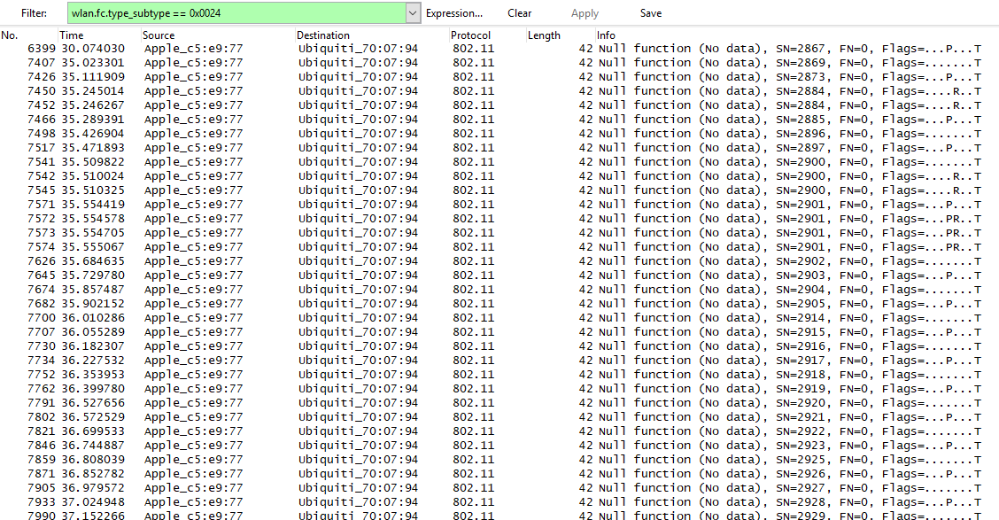 Filter: wlan.fc.type_subtype == 0x0024 Expression... Clear Apply Save
No. Time Source Destination Protocol Length Info
6399 30.074030 Apple_c5:e9:77 Ubiquiti_70:07:94 802.11 42 Null function (No data), SN=2867, FN=0, Flags=...P...T
7407 35.023301 Apple_c5:e9:77 Ubiquiti_70:07:94 802.11 42 Null function (No data), SN=2869, FN=0, Flags=.......T
7426 35.111909 Apple_c5:e9:77 Ubiquiti_70:07:94 802.11 42 Null function (No data), SN=2873, FN=0, Flags=...P...T
7450 35.245014 Apple_c5:e9:77 Ubiquiti_70:07:94 802.11 42 Null function (No data), SN=2884, FN=0, Flags=....R..T
7452 35.246267 Apple_c5:e9:77 Ubiquiti_70:07:94 802.11 42 Null function (No data), SN=2884, FN=0, Flags=....R..T
7466 35.289391 Apple_c5:e9:77 Ubiquiti_70:07:94 802.11 42 Null function (No data), SN=2885, FN=0, Flags=...P...T
7498 35.426904 Apple_c5:e9:77 Ubiquiti_70:07:94 802.11 42 Null function (No data), SN=2896, FN=0, Flags=.......T
7517 35.471893 Apple_c5:e9:77 Ubiquiti_70:07:94 802.11 42 Null function (No data), SN=2897, FN=0, Flags=...P...T
7541 35.509822 Apple_c5:e9:77 Ubiquiti_70:07:94 802.11 42 Null function (No data), SN=2900, FN=0, Flags=.......T
7542 35.510024 Apple_c5:e9:77 Ubiquiti_70:07:94 802.11 42 Null function (No data), SN=2900, FN=0, Flags=....R..T
7545 35.510325 Apple_c5:e9:77 Ubiquiti_70:07:94 802.11 42 Null function (No data), SN=2900, FN=0, Flags=....R..T
7571 35.554419 Apple_c5:e9:77 Ubiquiti_70:07:94 802.11 42 Null function (No data), SN=2901, FN=0, Flags=...P...T
7572 35.554578 Apple_c5:e9:77 Ubiquiti_70:07:94 802.11 42 Null function (No data), SN=2901, FN=0, Flags=...PR..T
7573 35.554705 Apple_c5:e9:77 Ubiquiti_70:07:94 802.11 42 Null function (No data), SN=2901, FN=0, Flags=...PR..T
7574 35.555067 Apple_c5:e9:77 Ubiquiti_70:07:94 802.11 42 Null function (No data), SN=2901, FN=0, Flags=...PR..T
7626 35.684635 Apple_c5:e9:77 Ubiquiti_70:07:94 802.11 42 Null function (No data), SN=2902, FN=0, Flags=.......T
7645 35.729780 Apple_c5:e9:77 Ubiquiti_70:07:94 802.11 42 Null function (No data), SN=2903, FN=0, Flags=...P...T
7674 35.857487 Apple_c5:e9:77 Ubiquiti_70:07:94 802.11 42 Null function (No data), SN=2904, FN=0, Flags=.......T
7682 35.902152 Apple_c5:e9:77 Ubiquiti_70:07:94 802.11 42 Null function (No data), SN=2905, FN=0, Flags=...P...T
7700 36.010286 Apple_c5:e9:77 Ubiquiti_70:07:94 802.11 42 Null function (No data), SN=2914, FN=0, Flags=.......T
7707 36.055289 Apple_c5:e9:77 Ubiquiti_70:07:94 802.11 42 Null function (No data), SN=2915, FN=0, Flags=...P...T
7730 36.182307 Apple_c5:e9:77 Ubiquiti_70:07:94 802.11 42 Null function (No data), SN=2916, FN=0, Flags=.......T
7734 36.227532 Apple_c5:e9:77 Ubiquiti_70:07:94 802.11 42 Null function (No data), SN=2917, FN=0, Flags=...P...T
7752 36.353953 Apple_c5:e9:77 Ubiquiti_70:07:94 802.11 42 Null function (No data), SN=2918, FN=0, Flags=.......T
7762 36.399780 Apple_c5:e9:77 Ubiquiti_70:07:94 802.11 42 Null function (No data), SN=2919, FN=0, Flags=...P...T
7791 36.527656 Apple_c5:e9:77 Ubiquiti_70:07:94 802.11 42 Null function (No data), SN=2920, FN=0, Flags=.......T
7802 36.572529 Apple_c5:e9:77 Ubiquiti_70:07:94 802.11 42 Null function (No data), SN=2921, FN=0, Flags=...P...T
7821 36.699533 Apple_c5:e9:77 Ubiquiti_70:07:94 802.11 42 Null function (No data), SN=2922, FN=0, Flags=.......T
7846 36.744887 Apple_c5:e9:77 Ubiquiti_70:07:94 802.11 42 Null function (No data), SN=2923, FN=0, Flags=...P...T
7859 36.808039 Apple_c5:e9:77 Ubiquiti_70:07:94 802.11 42 Null function (No data), SN=2925, FN=0, Flags=.......T
7871 36.852782 Apple_c5:e9:77 Ubiquiti_70:07:94 802.11 42 Null function (No data), SN=2926, FN=0, Flags=...P...T
7905 36.979572 Apple_c5:e9:77 Ubiquiti_70:07:94 802.11 42 Null function (No data), SN=2927, FN=0, Flags=.......T
7933 37.024948 Apple_c5:e9:77 Ubiquiti_70:07:94 802.11 42 Null function (No data), SN=2928, FN=0, Flags=...P...T
7990 37.152266 Apple_c5:e9:77 Ubiquiti_70:07:94 802.11 42 Null function (No data), SN=2929, FN=0, Flags=.......T